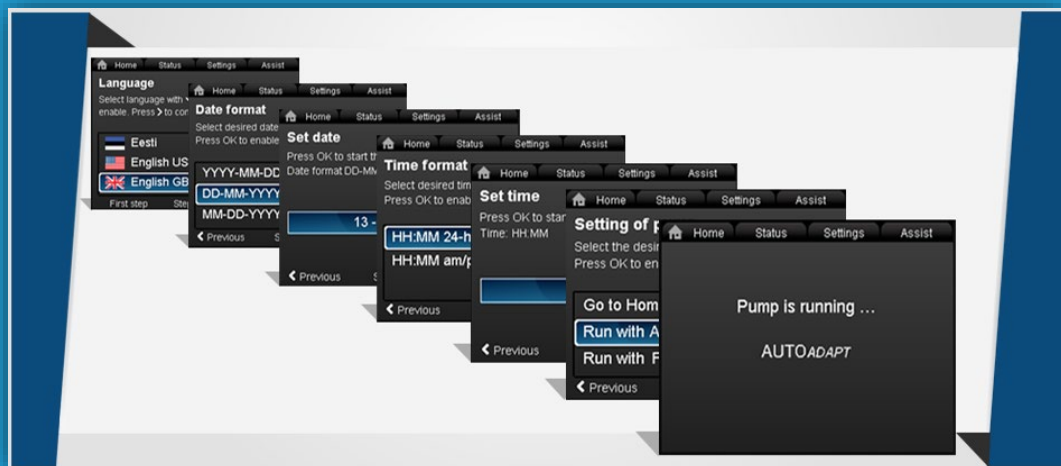 Home Status Settings Assist
Language
Select language with
enable. Press > to con
Eesti
English US
English GB
First step
Home Status Settings Assist
Date format
Select desired date
Press OK to enable
YYYY-MM-DD
DD-MM-YYYY
MM-DD-YYYY
Previous
Home Status Settings Assist
Set date
Press OK to start th
Date format DD-MM
13 -
Previous
Home Status Settings Assist
Time format
Select desired tim
Press OK to enab
HH:MM 24-h
HH:MM am/p
Previous
Home Status Settings Assist
Set time
Press OK to star
Time: HH:MM
Previous
Home Status Settings Assist
Setting of p
Select the desir
Press OK to en
Go to Hom
Run with A
Run with F
Previous
Home Status Settings Assist
Pump is running ...
AUTOADAPT